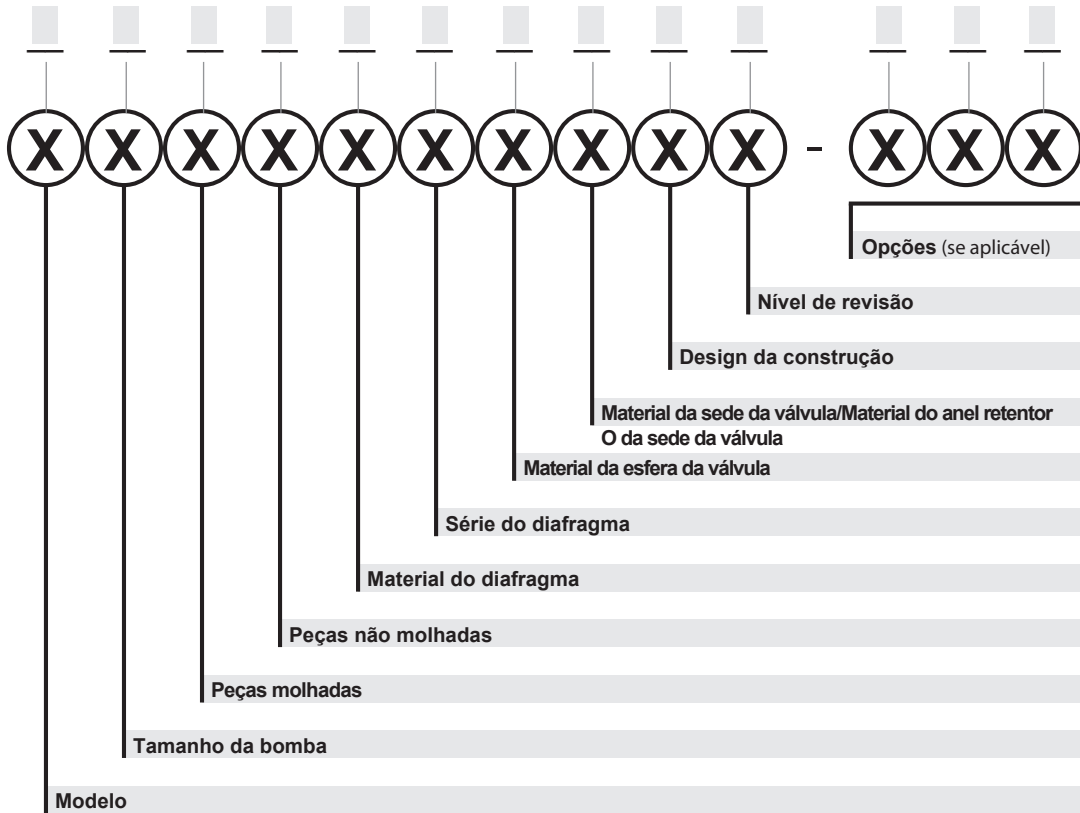 X X X X X X X X X X - X X X
Opções (se aplicável)
Nível de revisão
Design da construção
Material da sede da válvula/Material do anel retentor
O da sede da válvula
Material da esfera da válvula
Série do diafragma
Material do diafragma
Peças não molhadas
Peças molhadas
Tamanho da bomba
Modelo